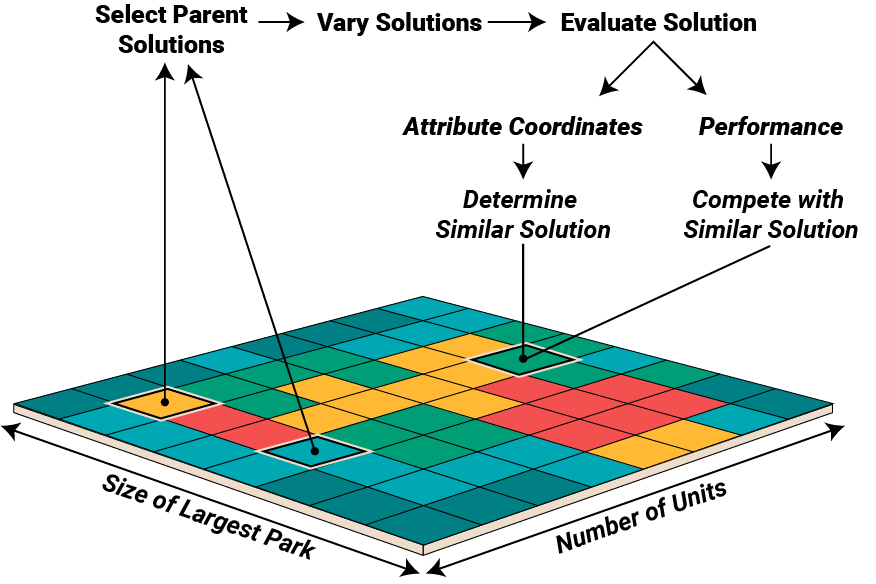 Select Parent
Solutions
Vary Solutions
Evaluate Solution
Attribute Coordinates
Performance
Determine
Similar Solution
Compete with
Similar Solution
Size of Largest Park
Number of Units